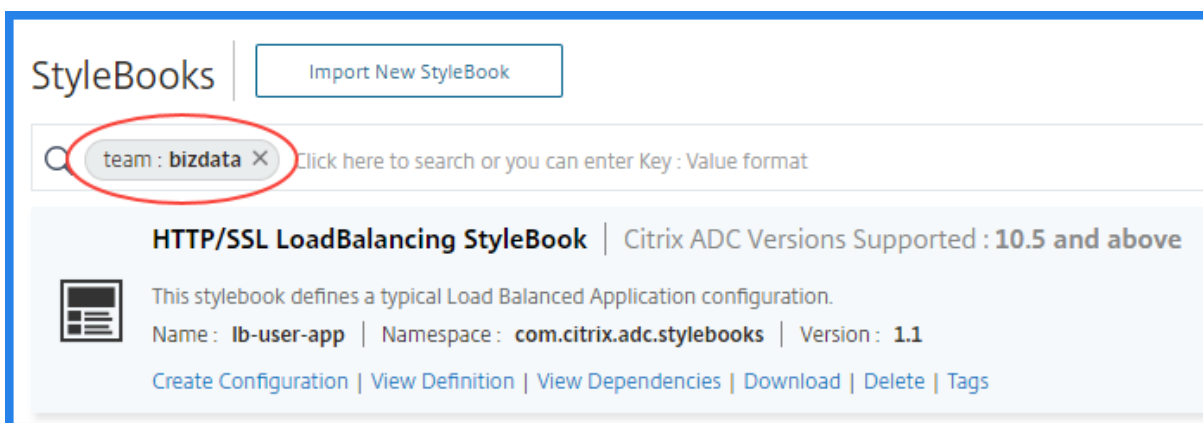 StyleBooks | Import New StyleBook
team : bizdata × Click here to search or you can enter Key : Value format
HTTP/SSL LoadBalancing StyleBook | Citrix ADC Versions Supported : 10.5 and above
This stylebook defines a typical Load Balanced Application configuration.
Name : lb-user-app | Namespace : com.citrix.adc.stylebooks | Version : 1.1
Create Configuration | View Definition | View Dependencies | Download | Delete | Tags